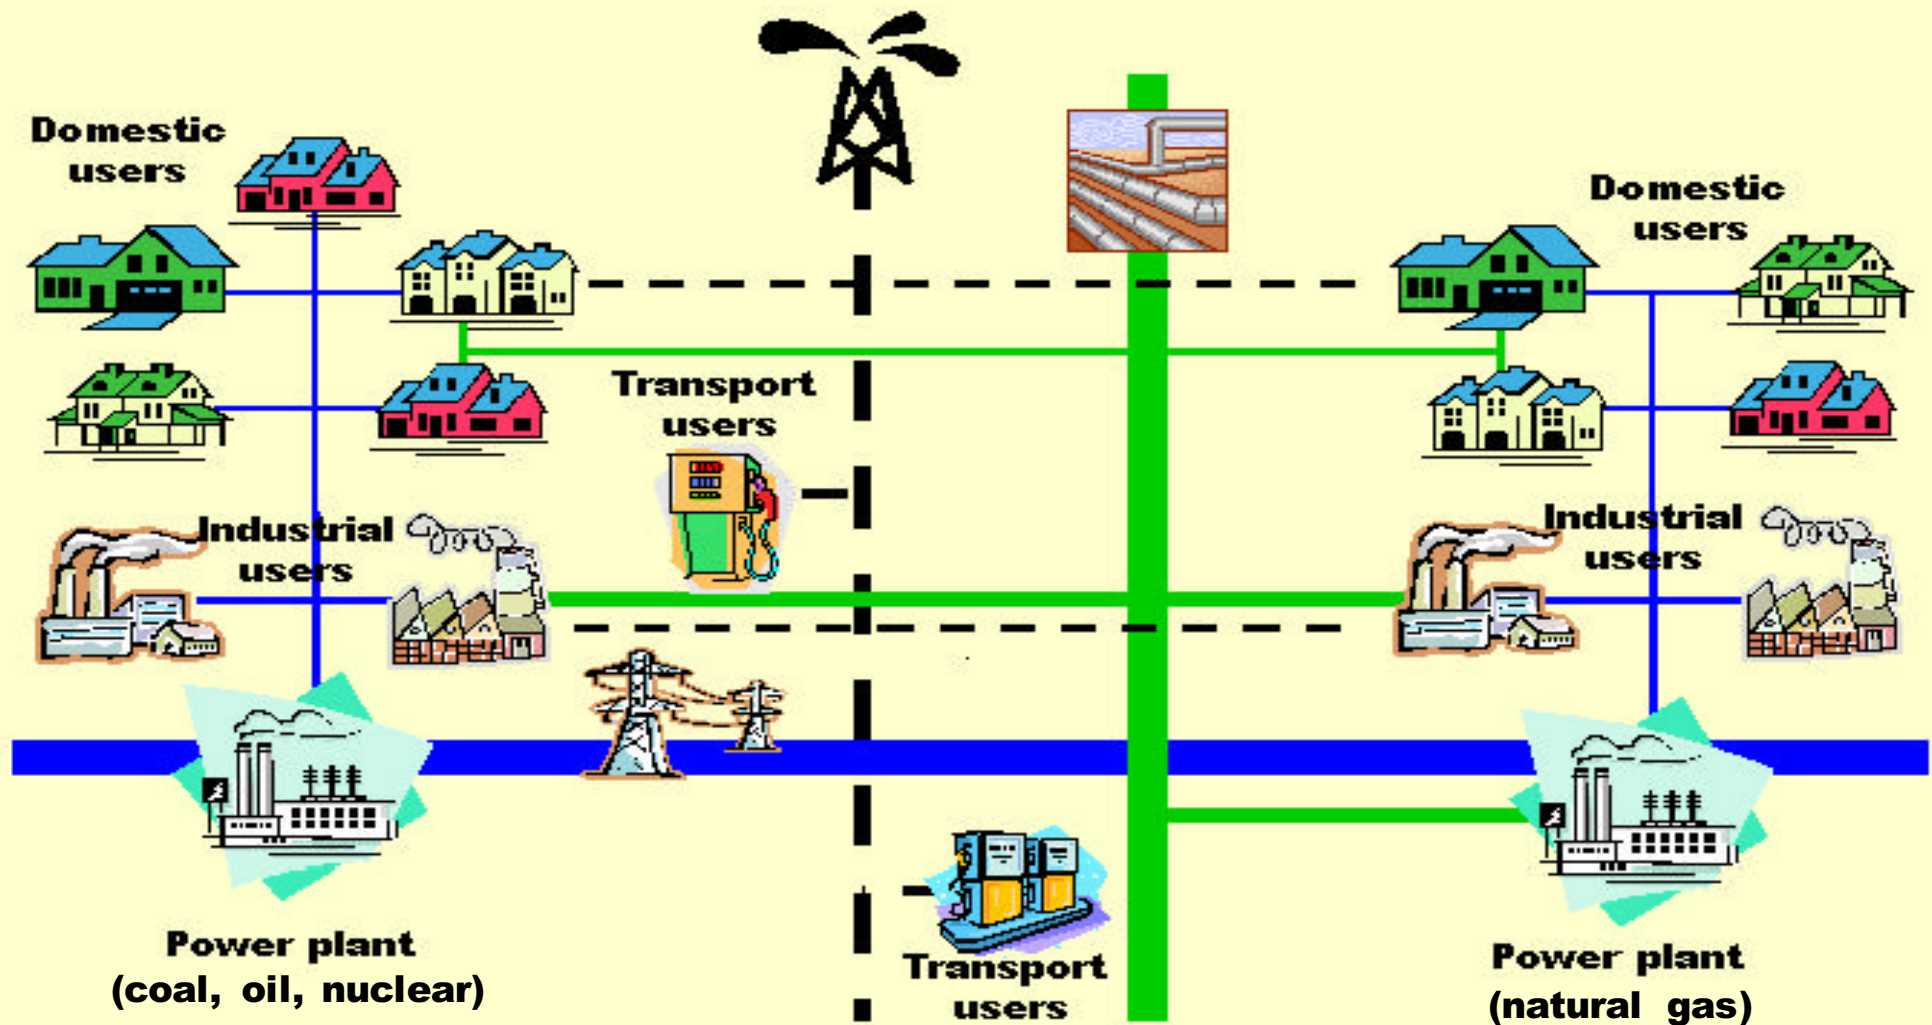 Domestic
users
Domestic
users
Transport
users
Industrial
users
Industrial
users
Power plant
(coal, oil, nuclear)
Transport
users
Power plant
(natural gas)